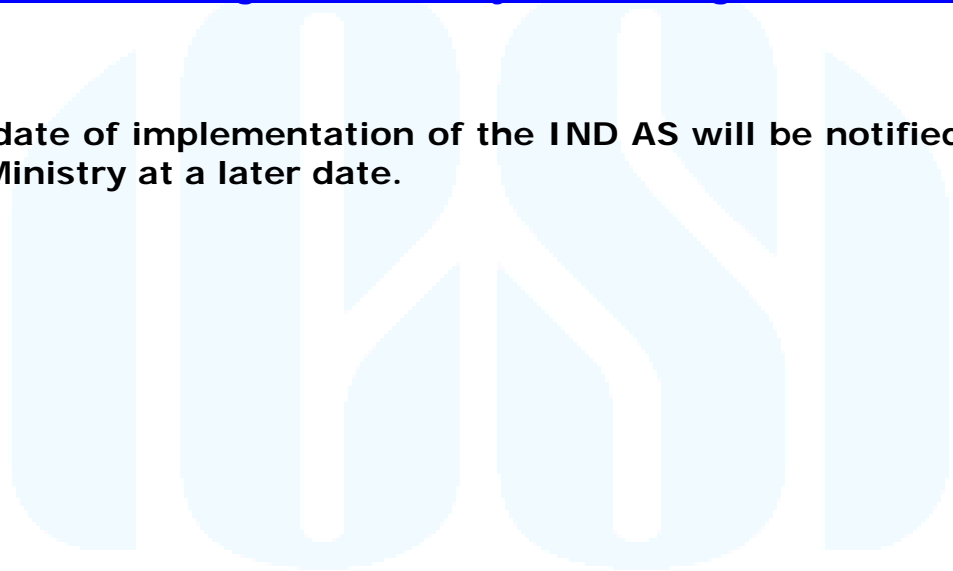 date of implementation of the IND AS will be notified
Ministry at a later date.